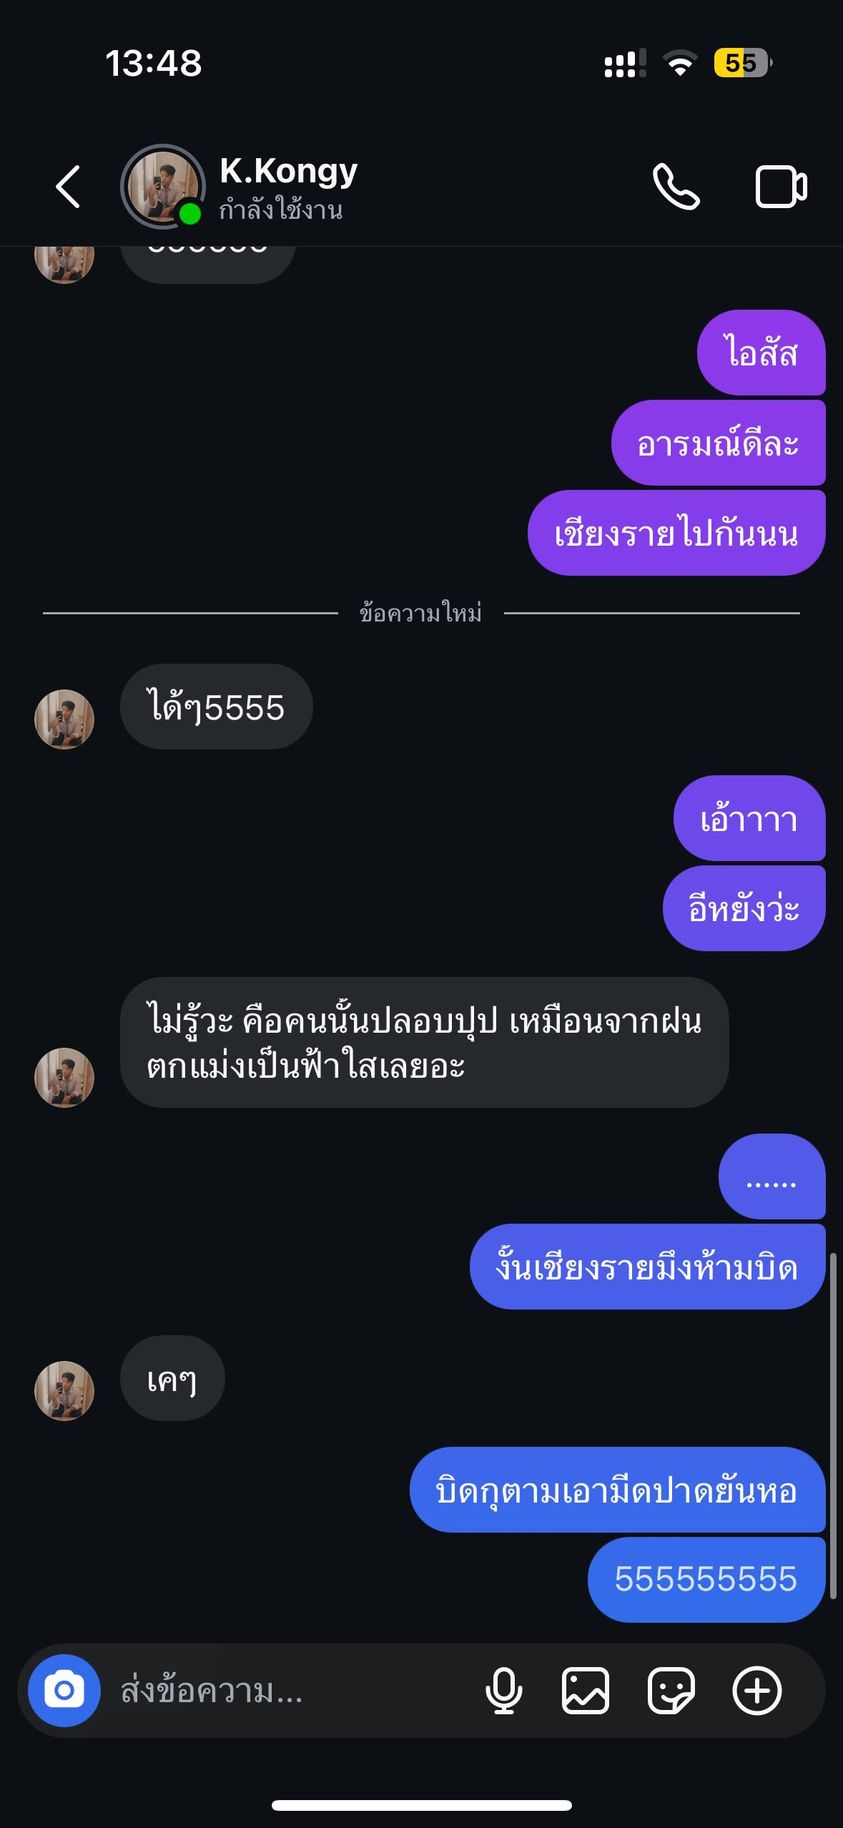 13:48
55
K.Kongy
กำลังใช้งาน
ไอสัส
อารมณ์ดีละ
เชียงรายไปกันนน
ข้อความใหม่
ได้ๆ5555
เอ้าาาา
อีหยังว่ะ
ไม่รู้วะ คือคนนั้นปลอบปุป เหมือนจากฝน
ตกแม่งเป็นฟ้าใสเลยอะ
......
งั้นเชียงรายมึงห้ามบิด
เคๆ
บิดกุตามเอามีดปาดยันหอ
555555555
ส่งข้อความ...